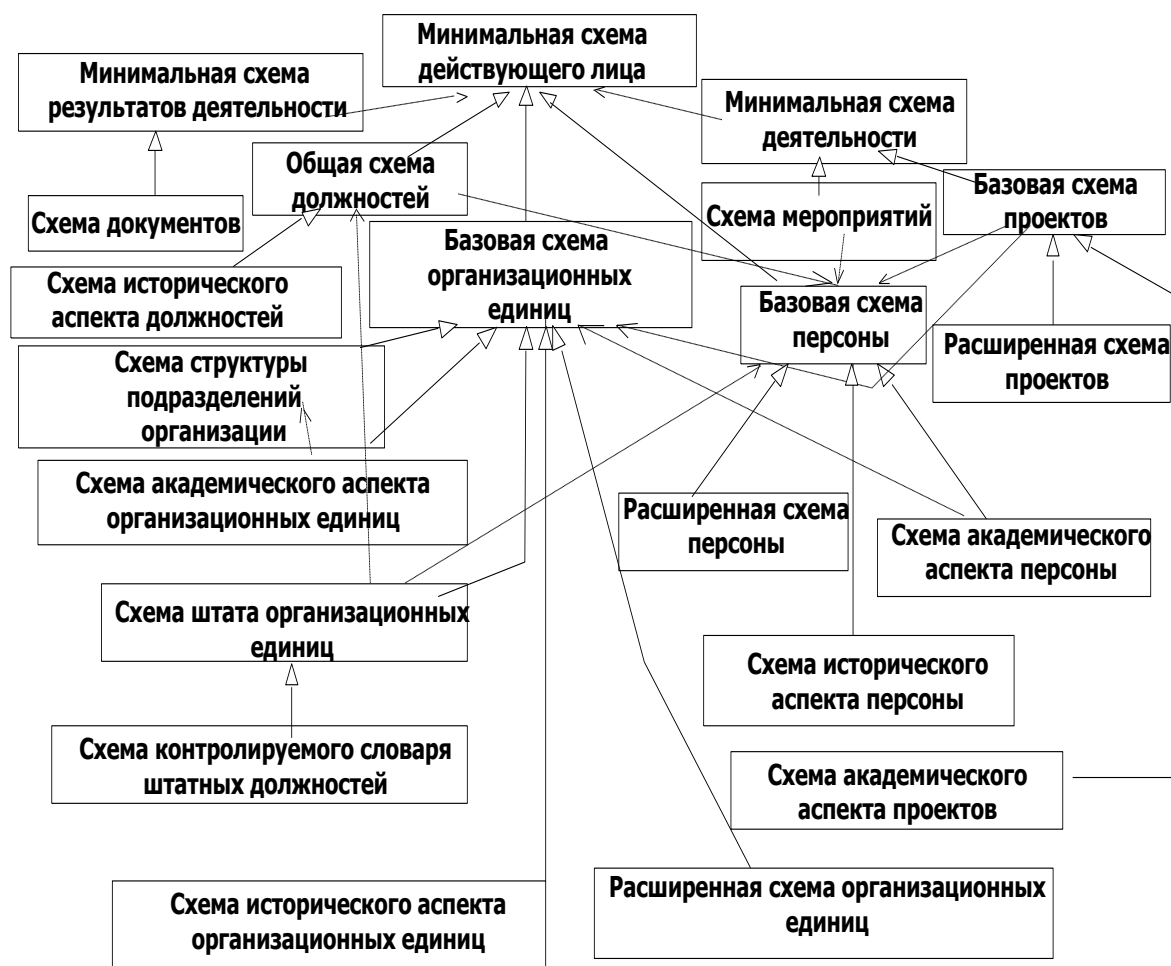 Минимальная схема
действующего лица
Минимальная схема
результатов деятельности
Минимальная схема
деятельности
Общая схема
должностей
Базовая схема
проектов
Схема документов
Схема мероприятий
Базовая схема
организационных
единиц
Схема исторического
аспекта должностей
Базовая схема
персоны
Расширенная схема
проектов
Схема структуры
подразделений
организации
Схема академического аспекта
организационных единиц
Расширенная схема
персоны
Схема академического
аспекта персоны
Схема штата организационных
единиц
Схема исторического
аспекта персоны
Схема контролируемого словаря
штатных должностей
Схема академического
аспекта проектов
Расширенная схема организационных
единиц
Схема исторического аспекта
организационных единиц